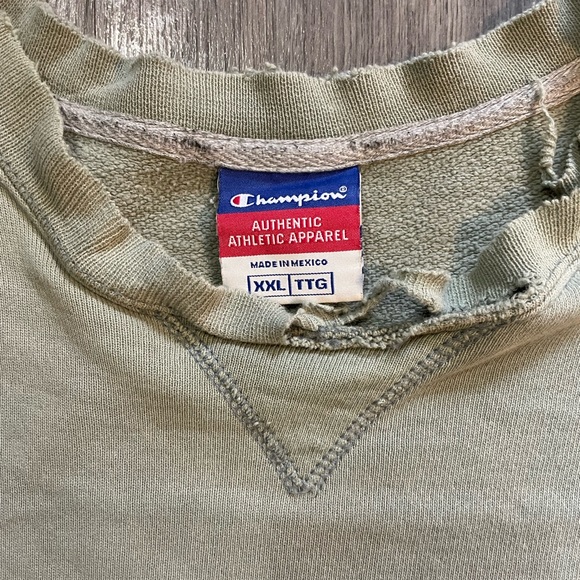 Champion®
AUTHENTIC
ATHLETIC APPAREL
MADE IN MEXICO
XXL TTG